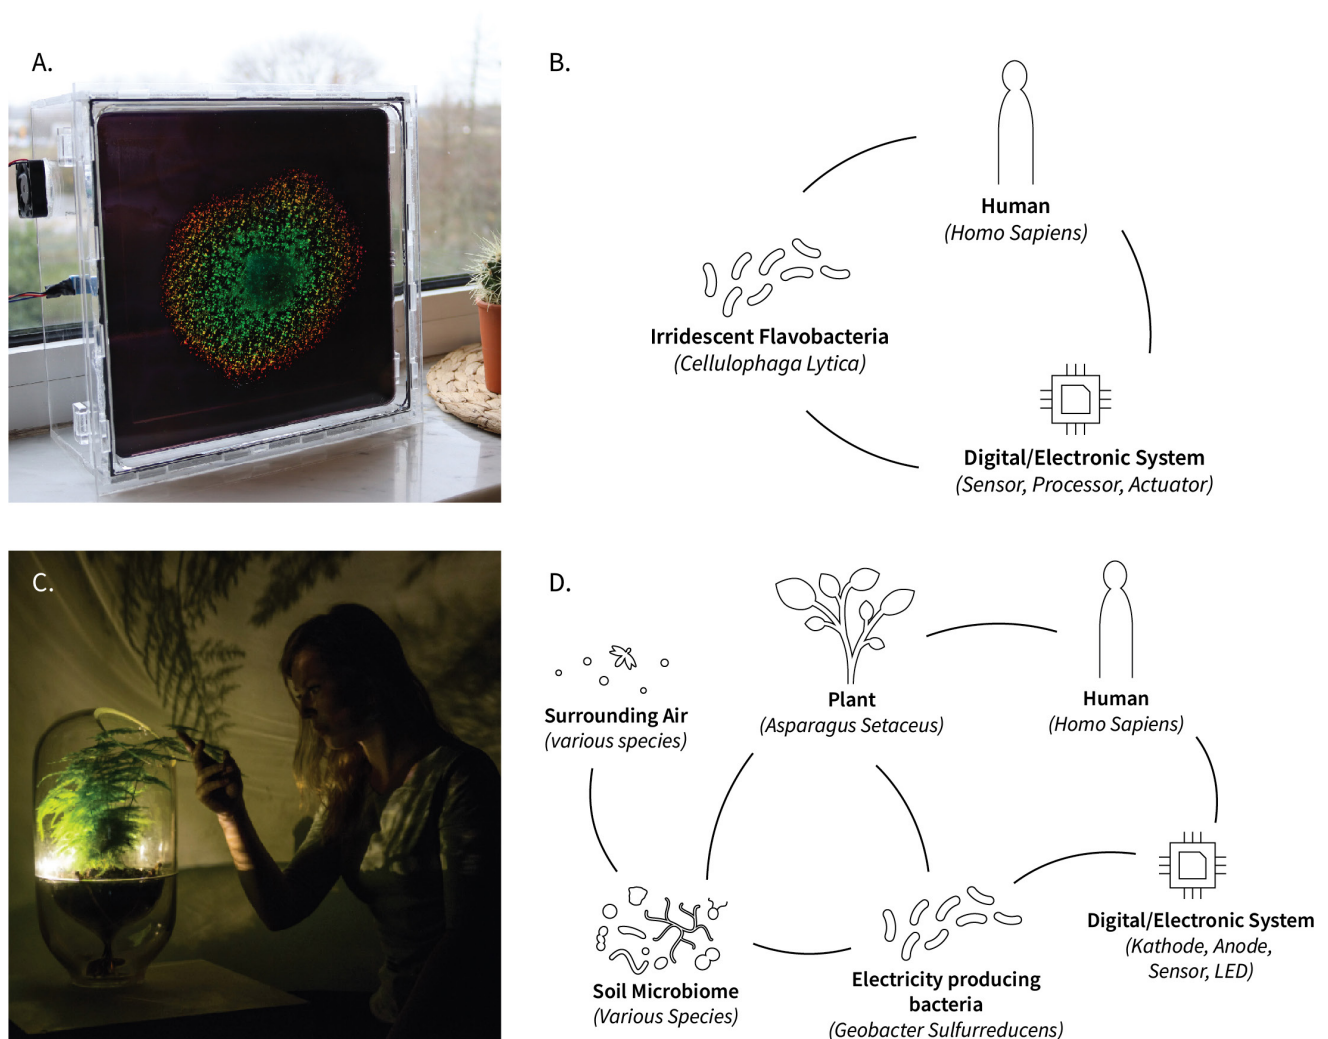 A.
B.
Human
(Homo Sapiens)
Irridescent Flavobacteria
(Cellulophaga Lytica)
Digital/Electronic System
(Sensor, Processor, Actuator)
C.
D.
Surrounding Air
(various species)
Plant
(Asparagus Setaceus)
Human
(Homo Sapiens)
Soil Microbiome
(Various Species)
Electricity producing
bacteria
(Geobacter Sulfurreducens)
Digital/Electronic System
(Kathode, Anode,
Sensor, LED)